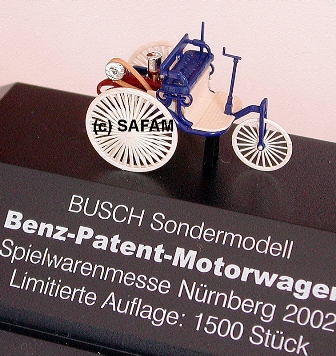 (c) SAFAM
BUSCH Sondermodell
Benz-Patent-Motorwagen
Spielwarenmesse Nürnberg 2002
Limitierte Auflage: 1500 Stück